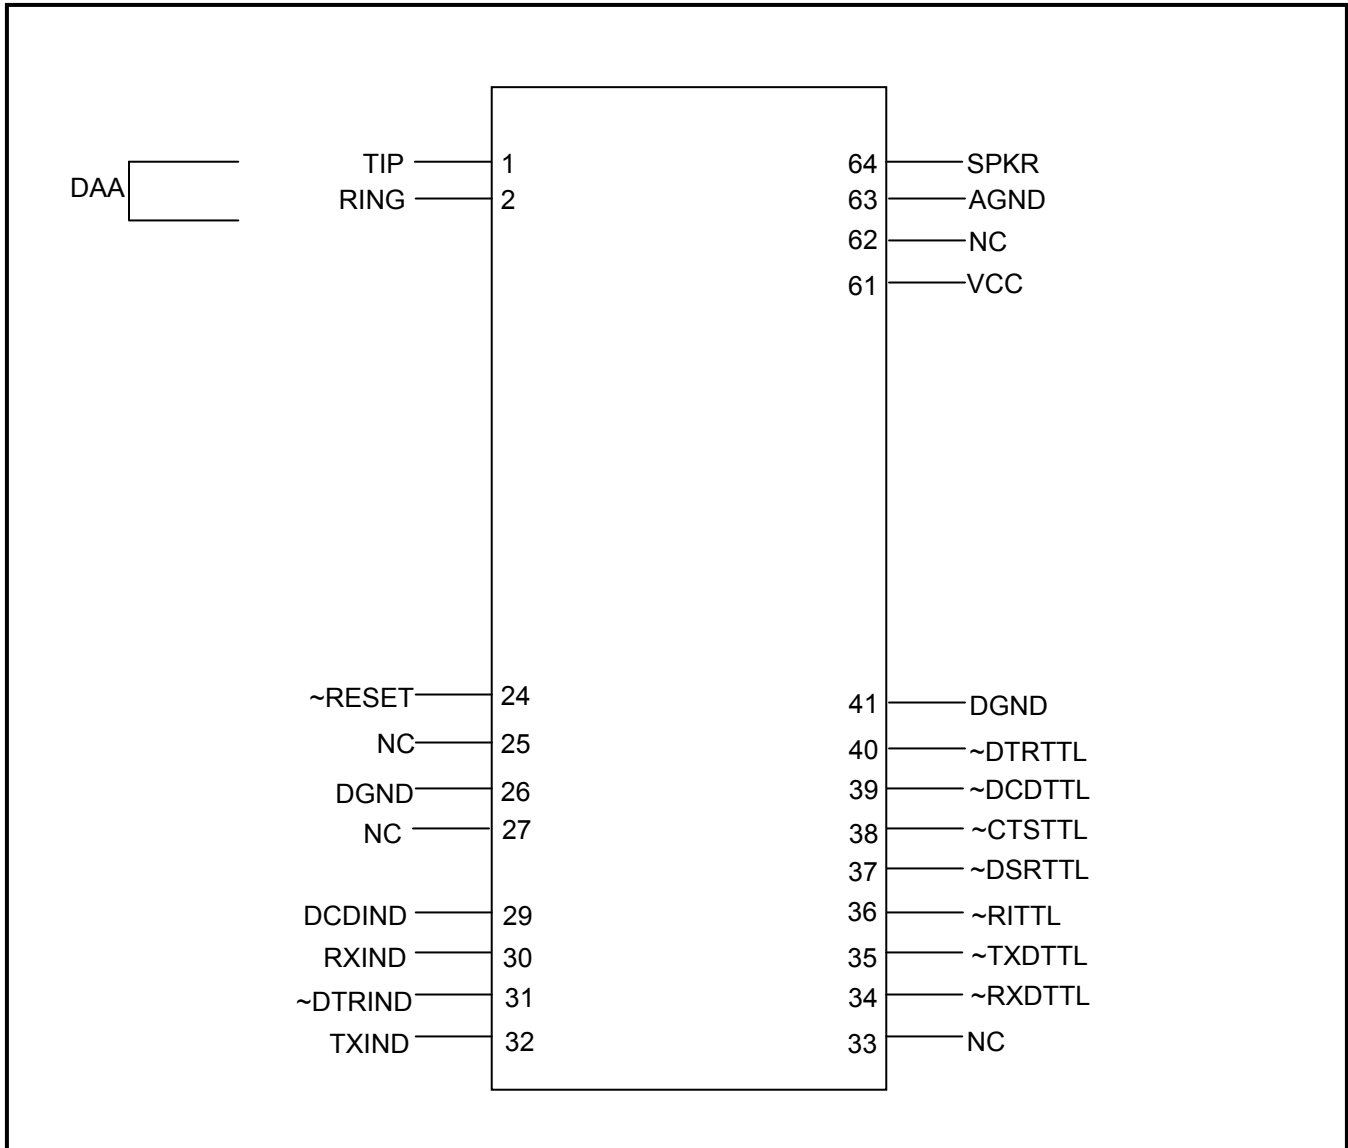 DAA
TIP 1
RING 2
~RESET 24
NC 25
DGND 26
NC 27
DCDIND 29
RXIND 30
~DTRIND 31
TXIND 32
64 SPKR
63 AGND
62 NC
61 VCC
41 DGND
40 ~DTRTTL
39 ~DCDTTL
38 ~CTSTTL
37 ~DSRTTL
36 ~RITTL
35 ~TXDTTL
34 ~RXDTTL
33 NC